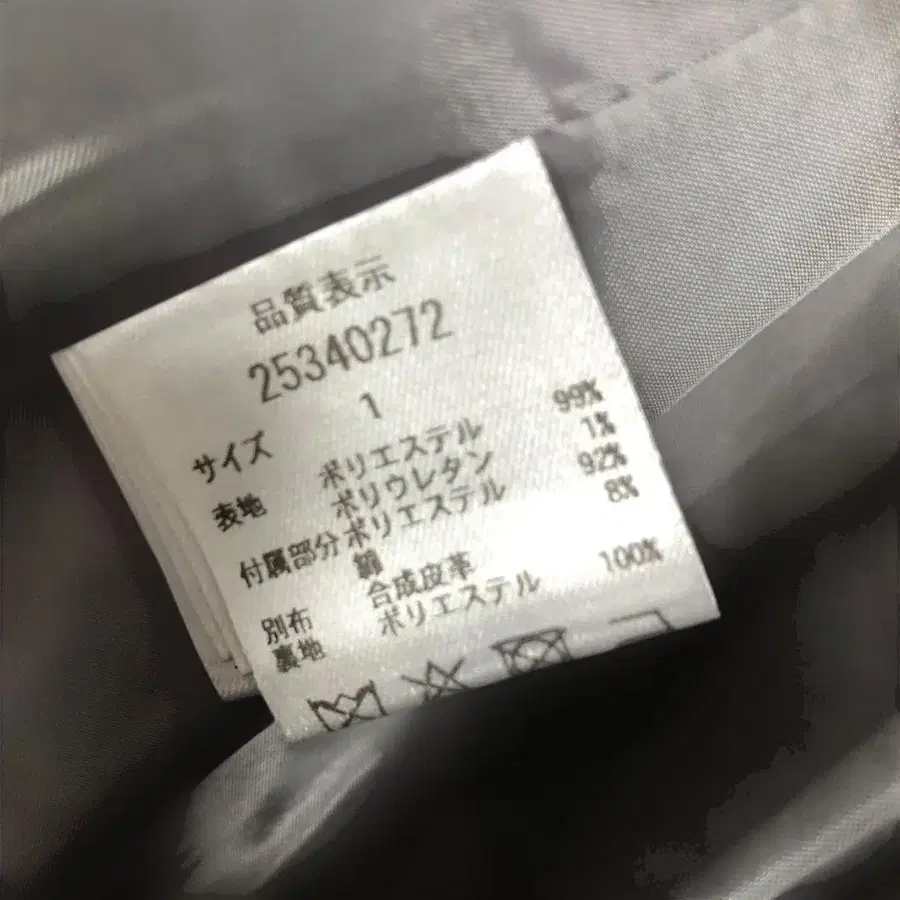 品質表示
25340272
サイズ 1
表地 ポリエステル 99%
ポリウレタン 1%
付属部分 ポリエステル 92%
絹 8%
別布 合成皮革
裏地 ポリエステル 100%